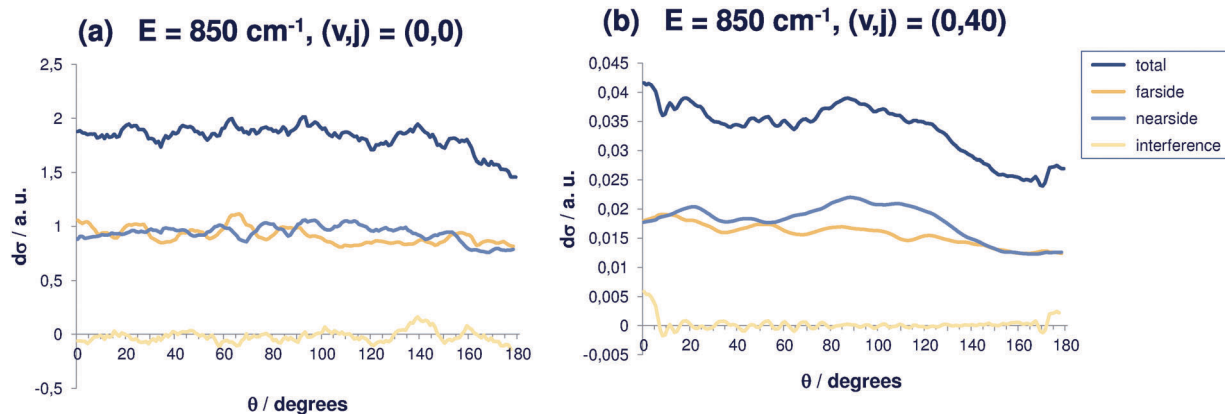 (a) E = 850 cm⁻¹, (v,j) = (0,0)
2,5
2
1,5
1
0,5
0
-0,5
dσ / a. u.
0 20 40 60 80 100 120 140 160 180
θ / degrees
(b) E = 850 cm⁻¹, (v,j) = (0,40)
0,045
0,04
0,035
0,03
0,025
0,02
0,015
0,01
0,005
0
-0,005
dσ / a. u.
0 20 40 60 80 100 120 140 160 180
θ / degrees
total
farside
nearside
interference